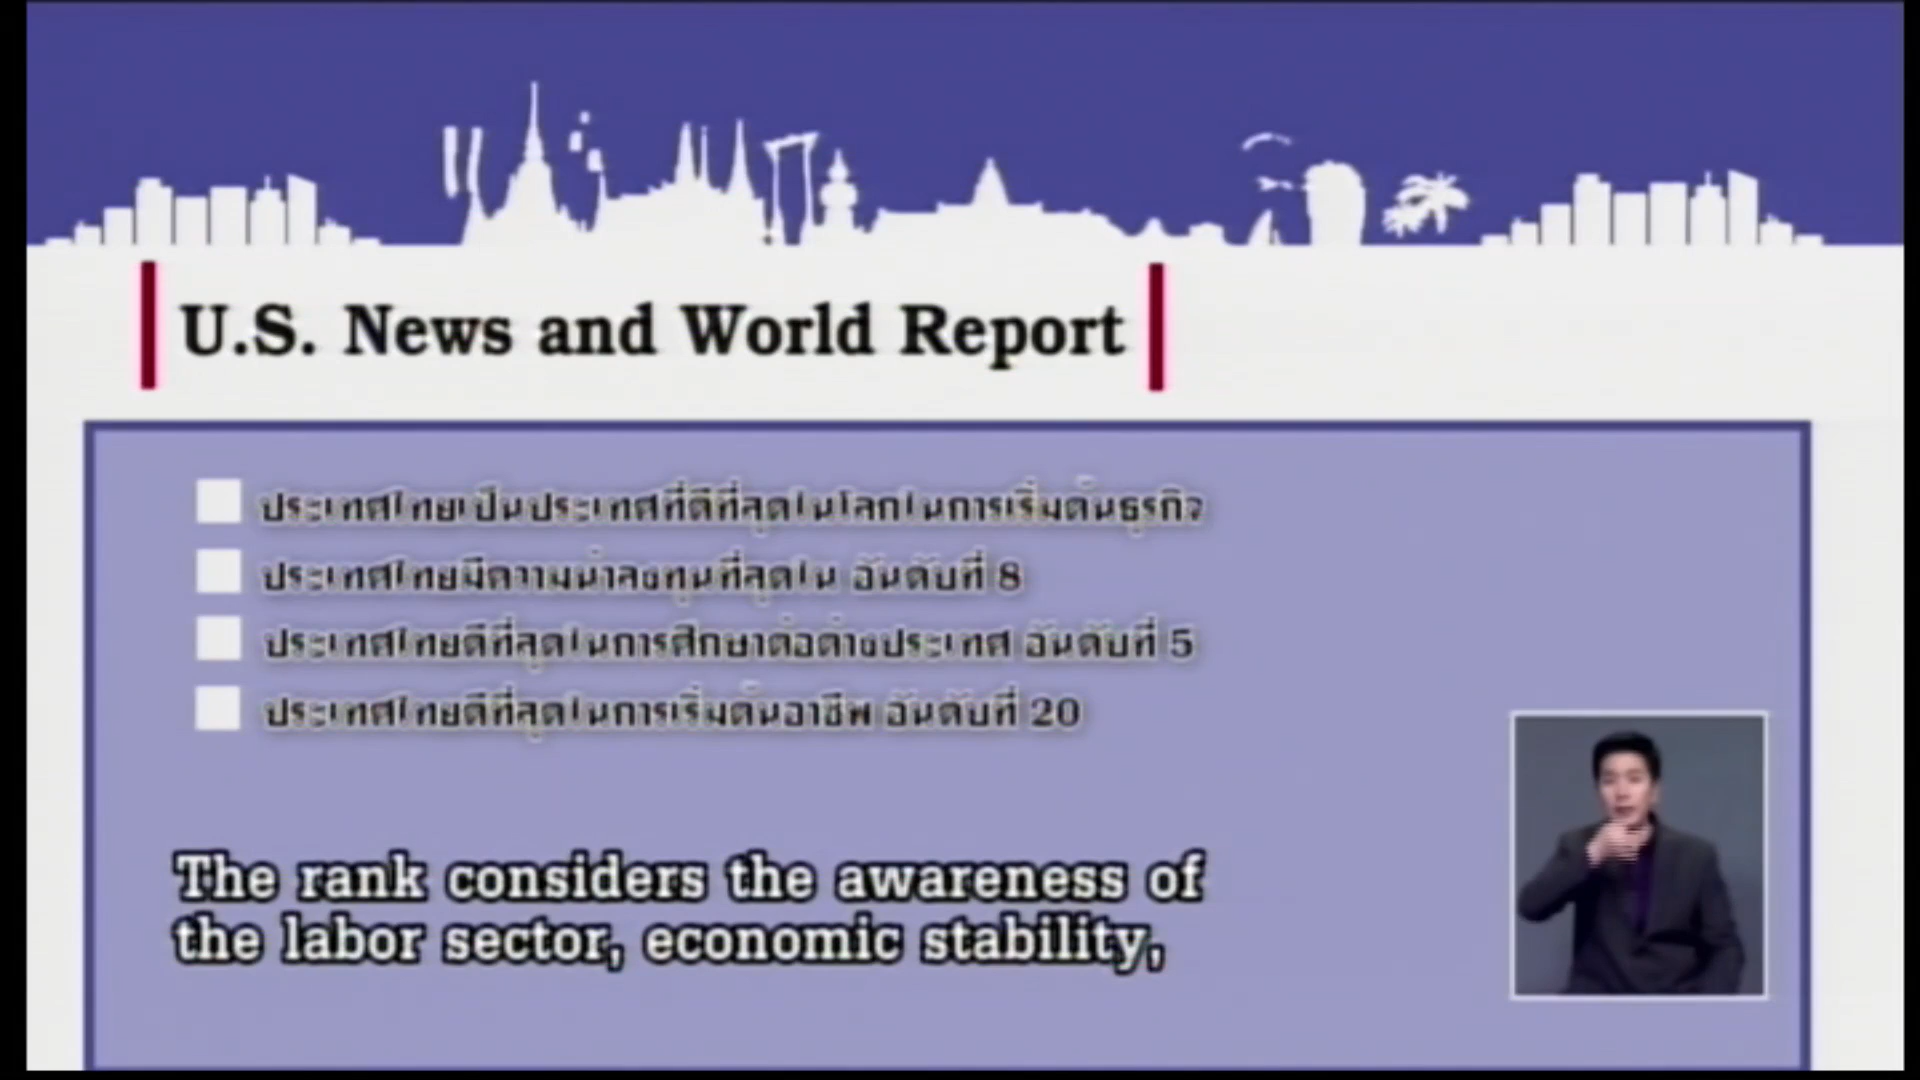 U.S. News and World Report
ประเทศไทยเป็นประเทศที่ดีที่สุดในโลกในการเริ่มต้นธุรกิจ
ประเทศไทยมีความน่าลงทุนที่สุดใน อันดับที่ 8
ประเทศไทยดีที่สุดในการศึกษาต่อต่างประเทศ อันดับที่ 5
ประเทศไทยดีที่สุดในการเริ่มต้นอาชีพ อันดับที่ 20
The rank considers the awareness of
the labor sector, economic stability,